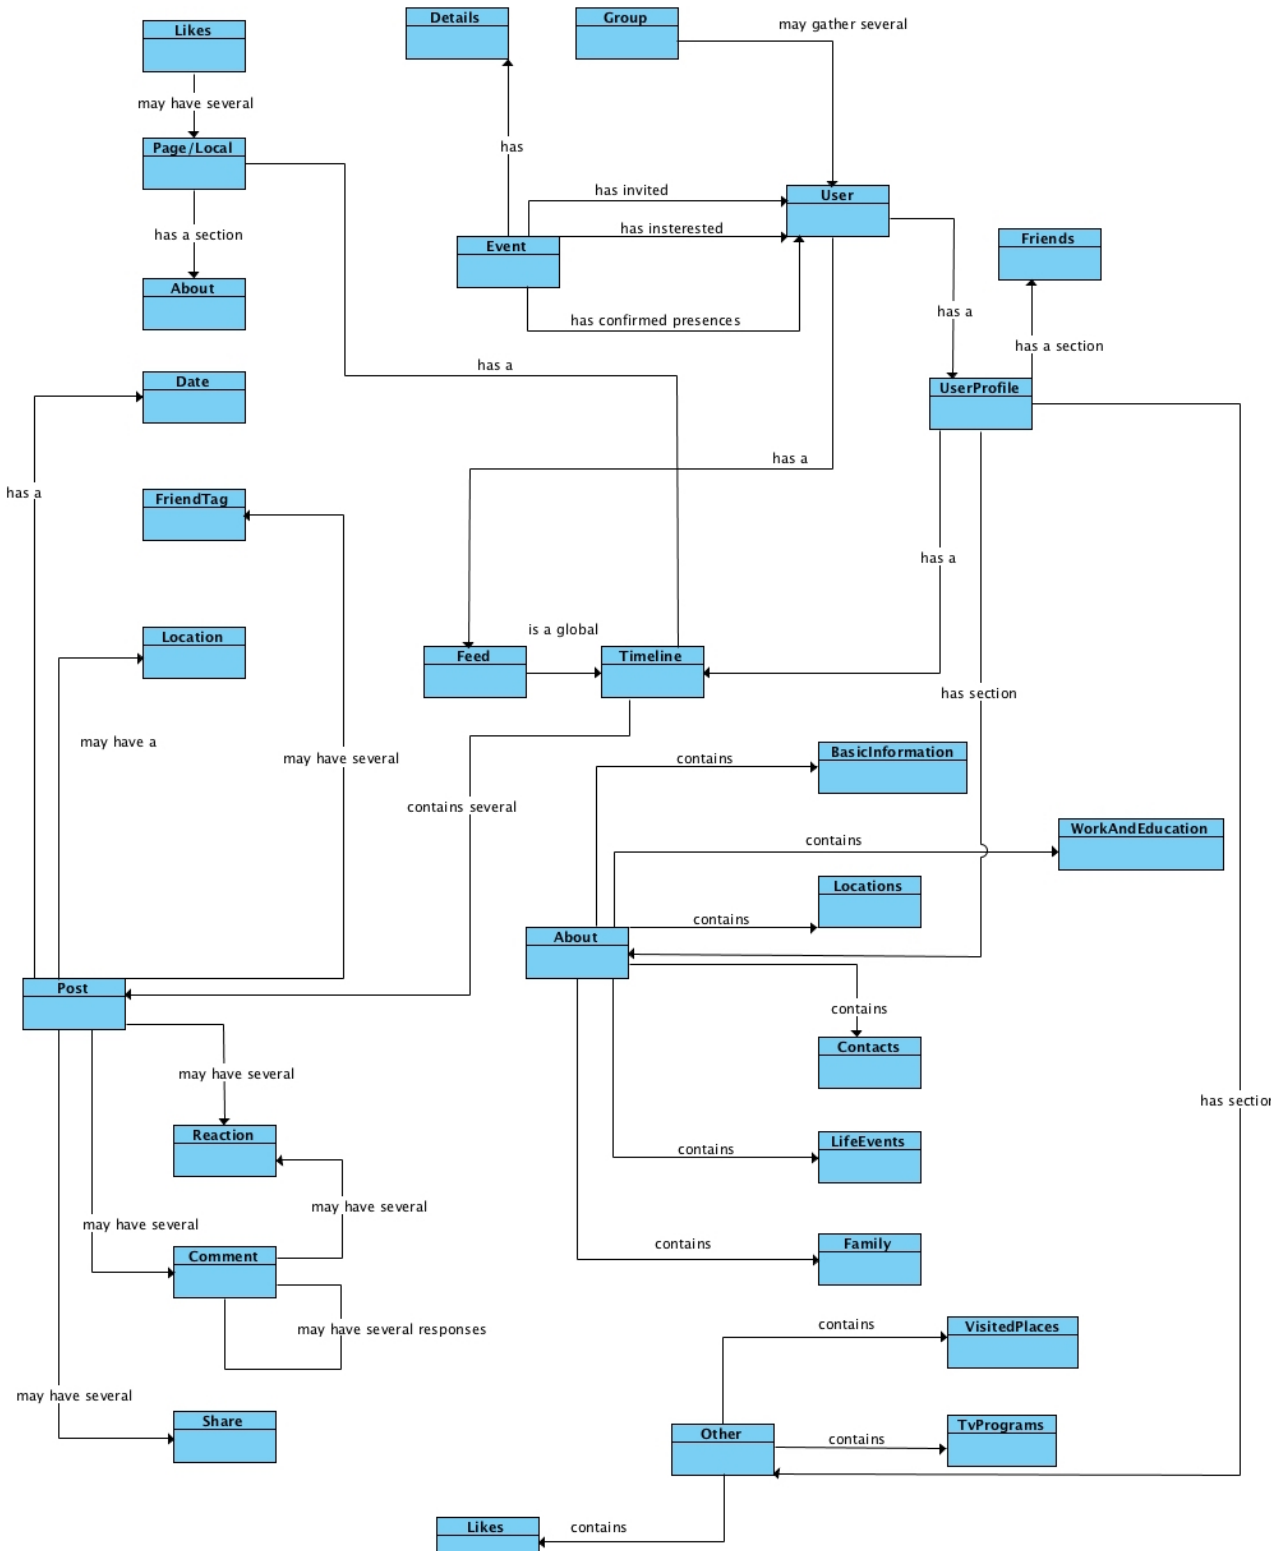 Details
Group
may gather several
Likes
may have several
Page/Local
has
has invited
User
has a section
has insterested
Event
Friends
About
has a
has confirmed presences
has a section
has a
Date
UserProfile
has a
has a
FriendTag
has a
is a global
Location
Feed
Timeline
has section
may have a
may have several
contains
BasicInformation
contains several
contains
WorkAndEducation
Locations
contains
About
Post
contains
Contacts
may have several
has section
Reaction
LifeEvents
contains
may have several
may have several
Comment
contains
Family
may have several responses
contains
VisitedPlaces
may have several
Share
Other
contains
TvPrograms
Likes
contains